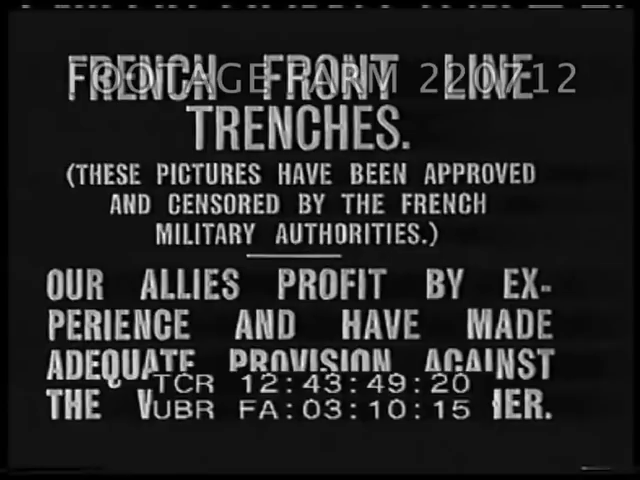 FRENCH FRONT LINE
FOOTAGE FARM 220712
TRENCHES.
(THESE PICTURES HAVE BEEN APPROVED
AND CENSORED BY THE FRENCH
MILITARY AUTHORITIES.)
OUR ALLIES PROFIT BY EX-
PERIENCE AND HAVE MADE
ADEQUATE PROVISION AGAINST
THE
TCR 12:43:49:20
UBR FA:03:10:15